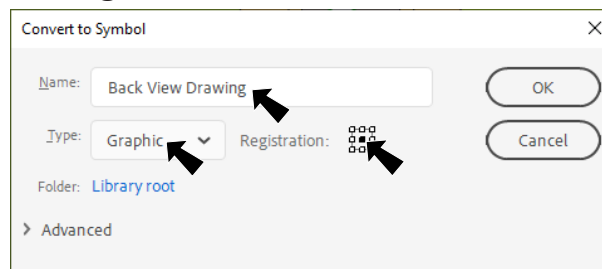 Convert to Symbol
Name: Back View Drawing OK
Type: Graphic Registration: Cancel
Folder: Library root
Advanced